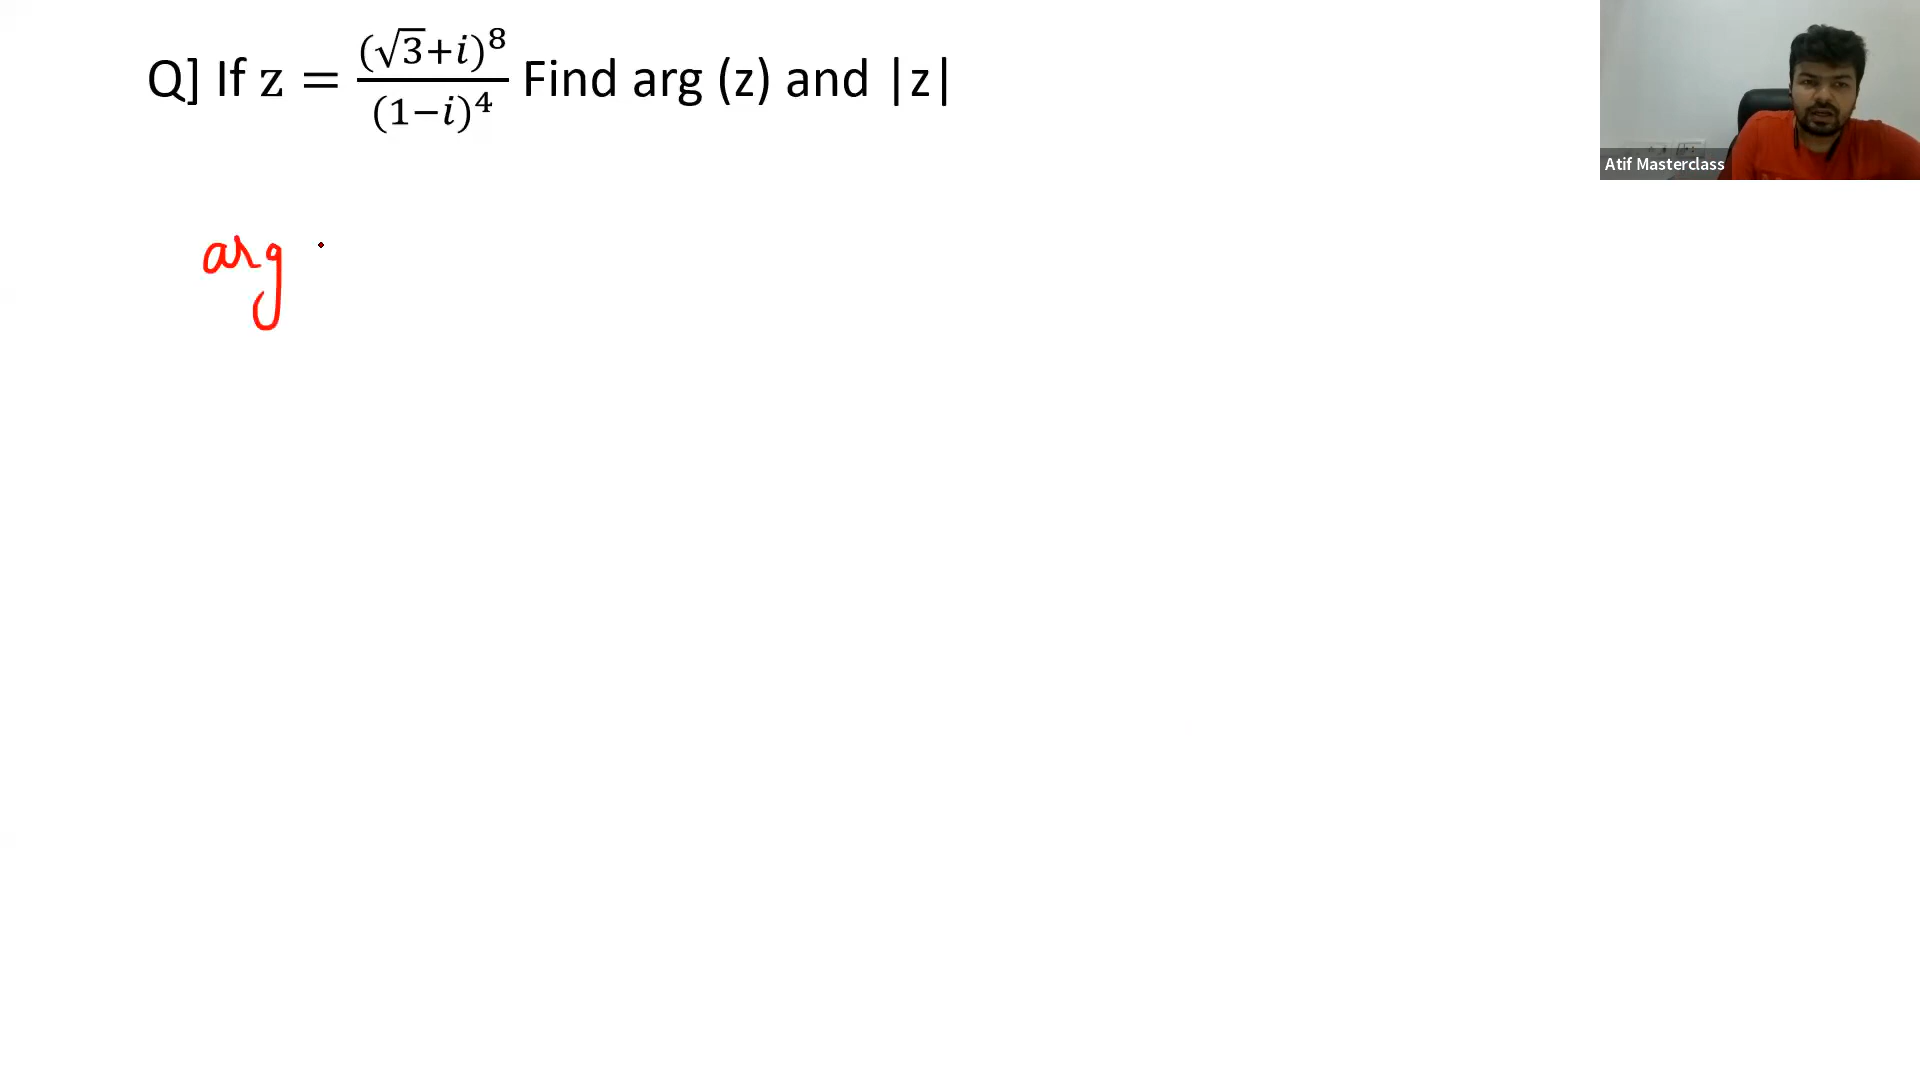 Q] If z = (√3+i)⁸/(1−i)⁴ Find arg (z) and |z|
Atif Masterclass
arg